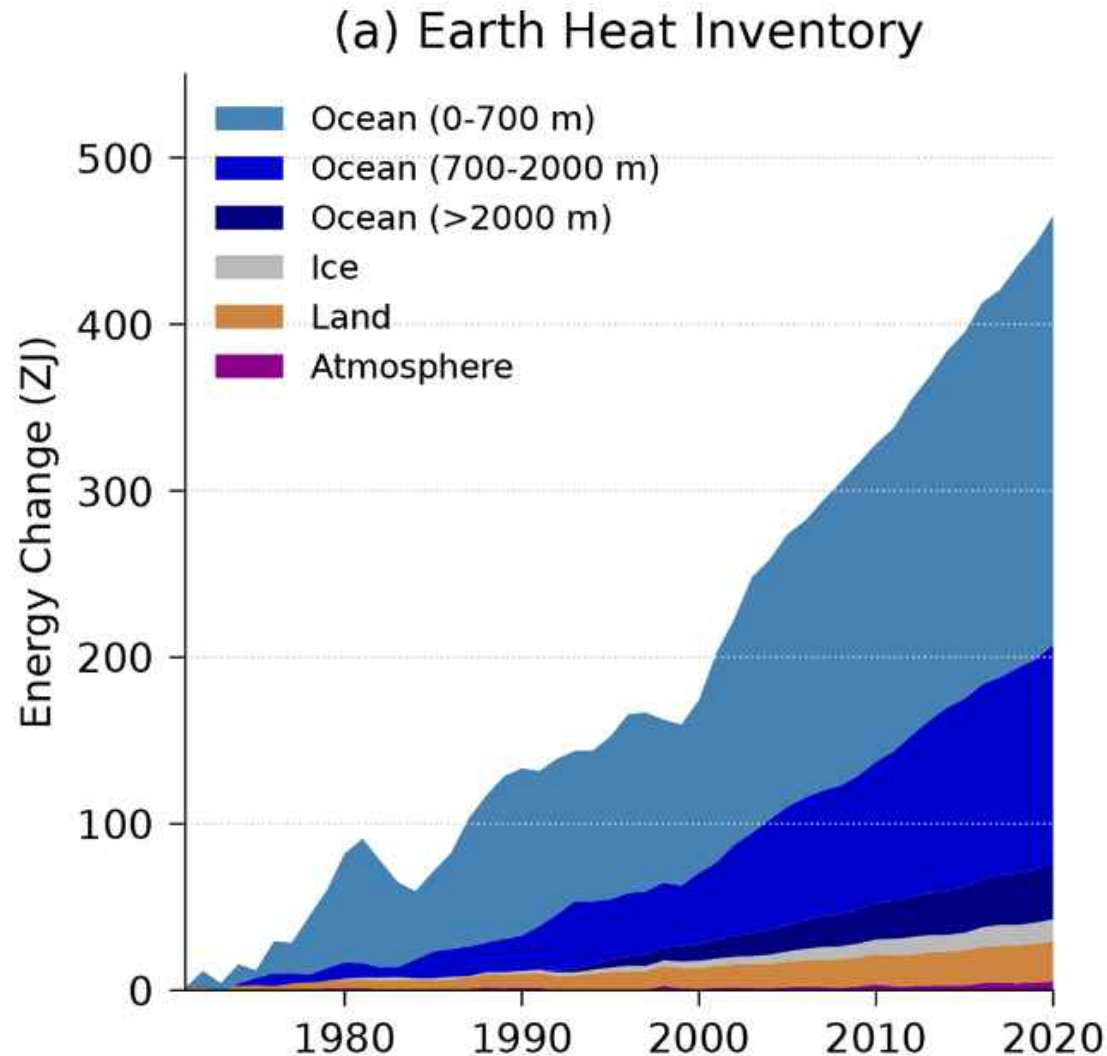 (a) Earth Heat Inventory
Ocean (0-700 m)
Ocean (700-2000 m)
Ocean (>2000 m)
Ice
Land
Atmosphere
Energy Change (ZJ)
500
400
300
200
100
0
1980 1990 2000 2010 2020